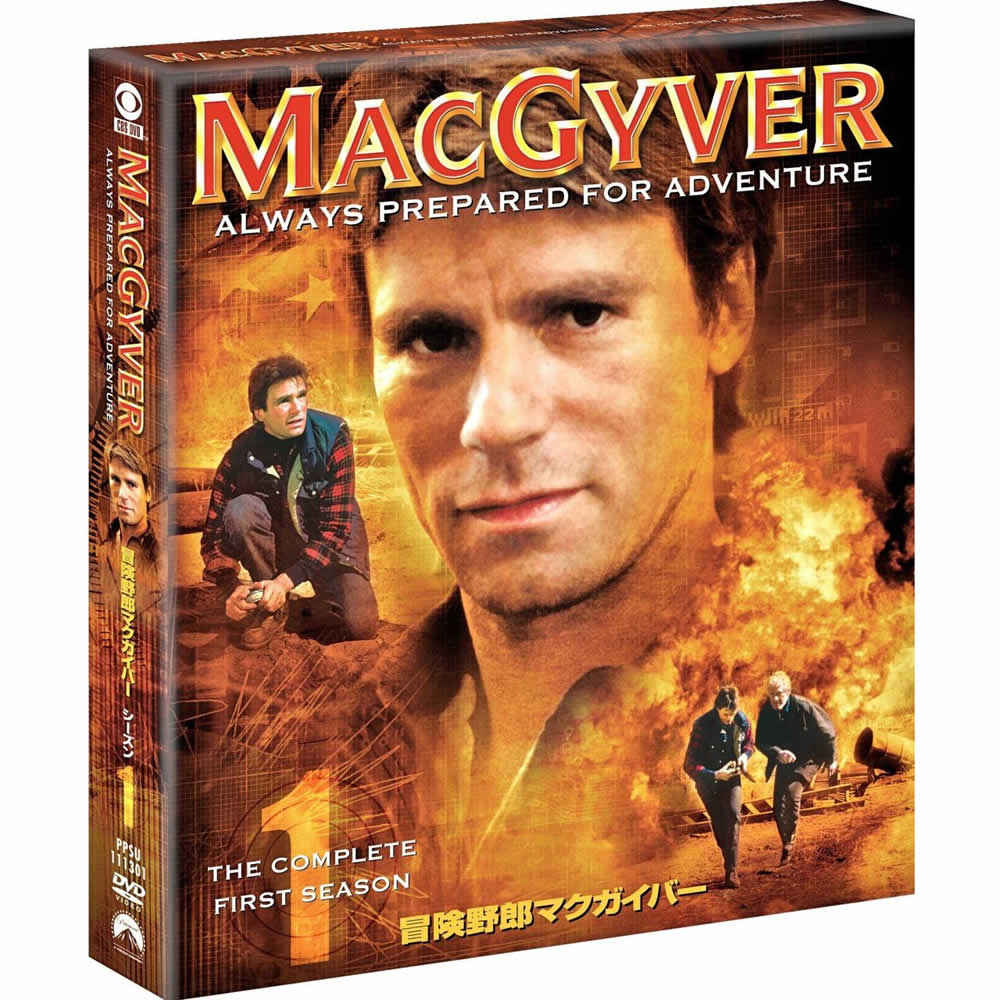 MACGYVER
MACGYVER
ALWAYS PREPARED FOR ADVENTURE
THE COMPLETE
FIRST SEASON
冒険野郎マクガイバー
1
CBS DVD
MACGYVER
ALWAYS PREPARED FOR ADVENTURE
冒険野郎マクガイバー
シーズン
1
PPSU
111301
DVD
VIDEO